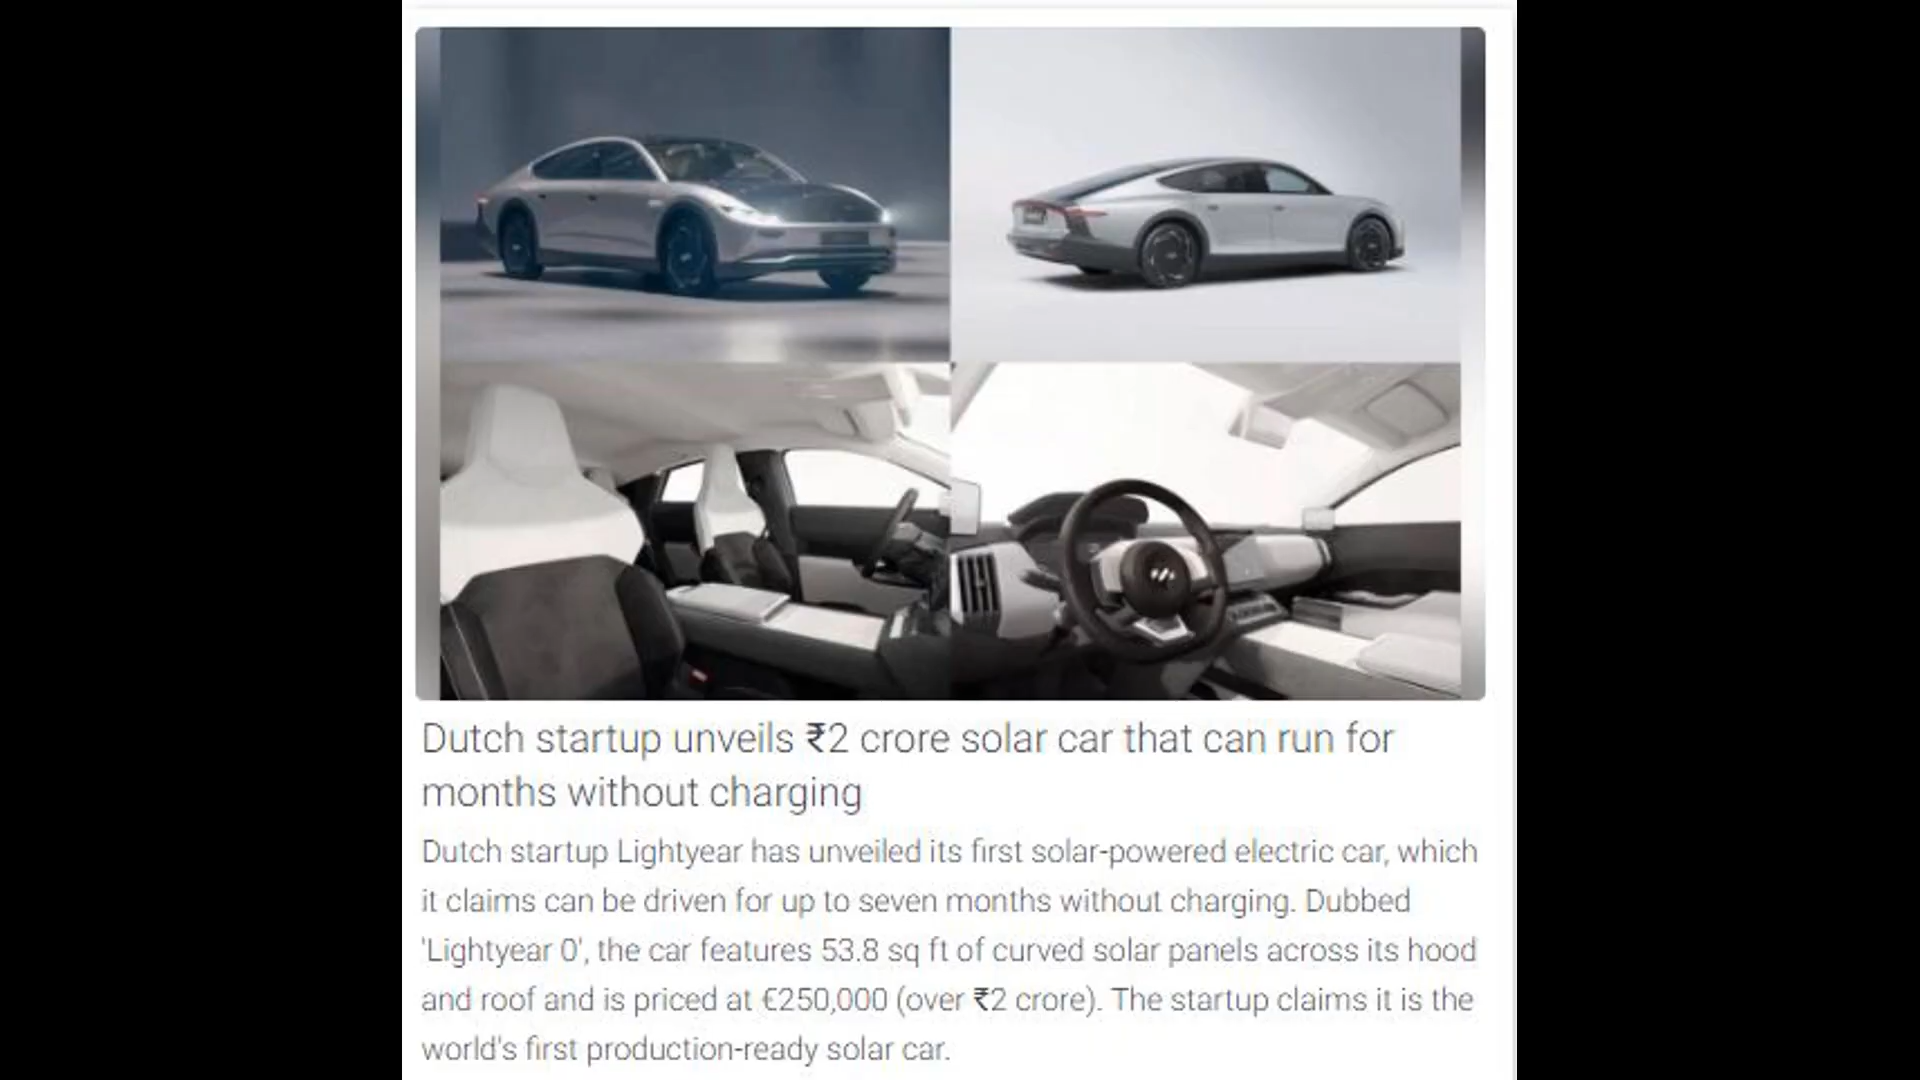 Dutch startup unveils ₹2 crore solar car that can run for
months without charging
Dutch startup Lightyear has unveiled its first solar-powered electric car, which
it claims can be driven for up to seven months without charging. Dubbed
'Lightyear 0', the car features 53.8 sq ft of curved solar panels across its hood
and roof and is priced at €250,000 (over ₹2 crore). The startup claims it is the
world's first production-ready solar car.